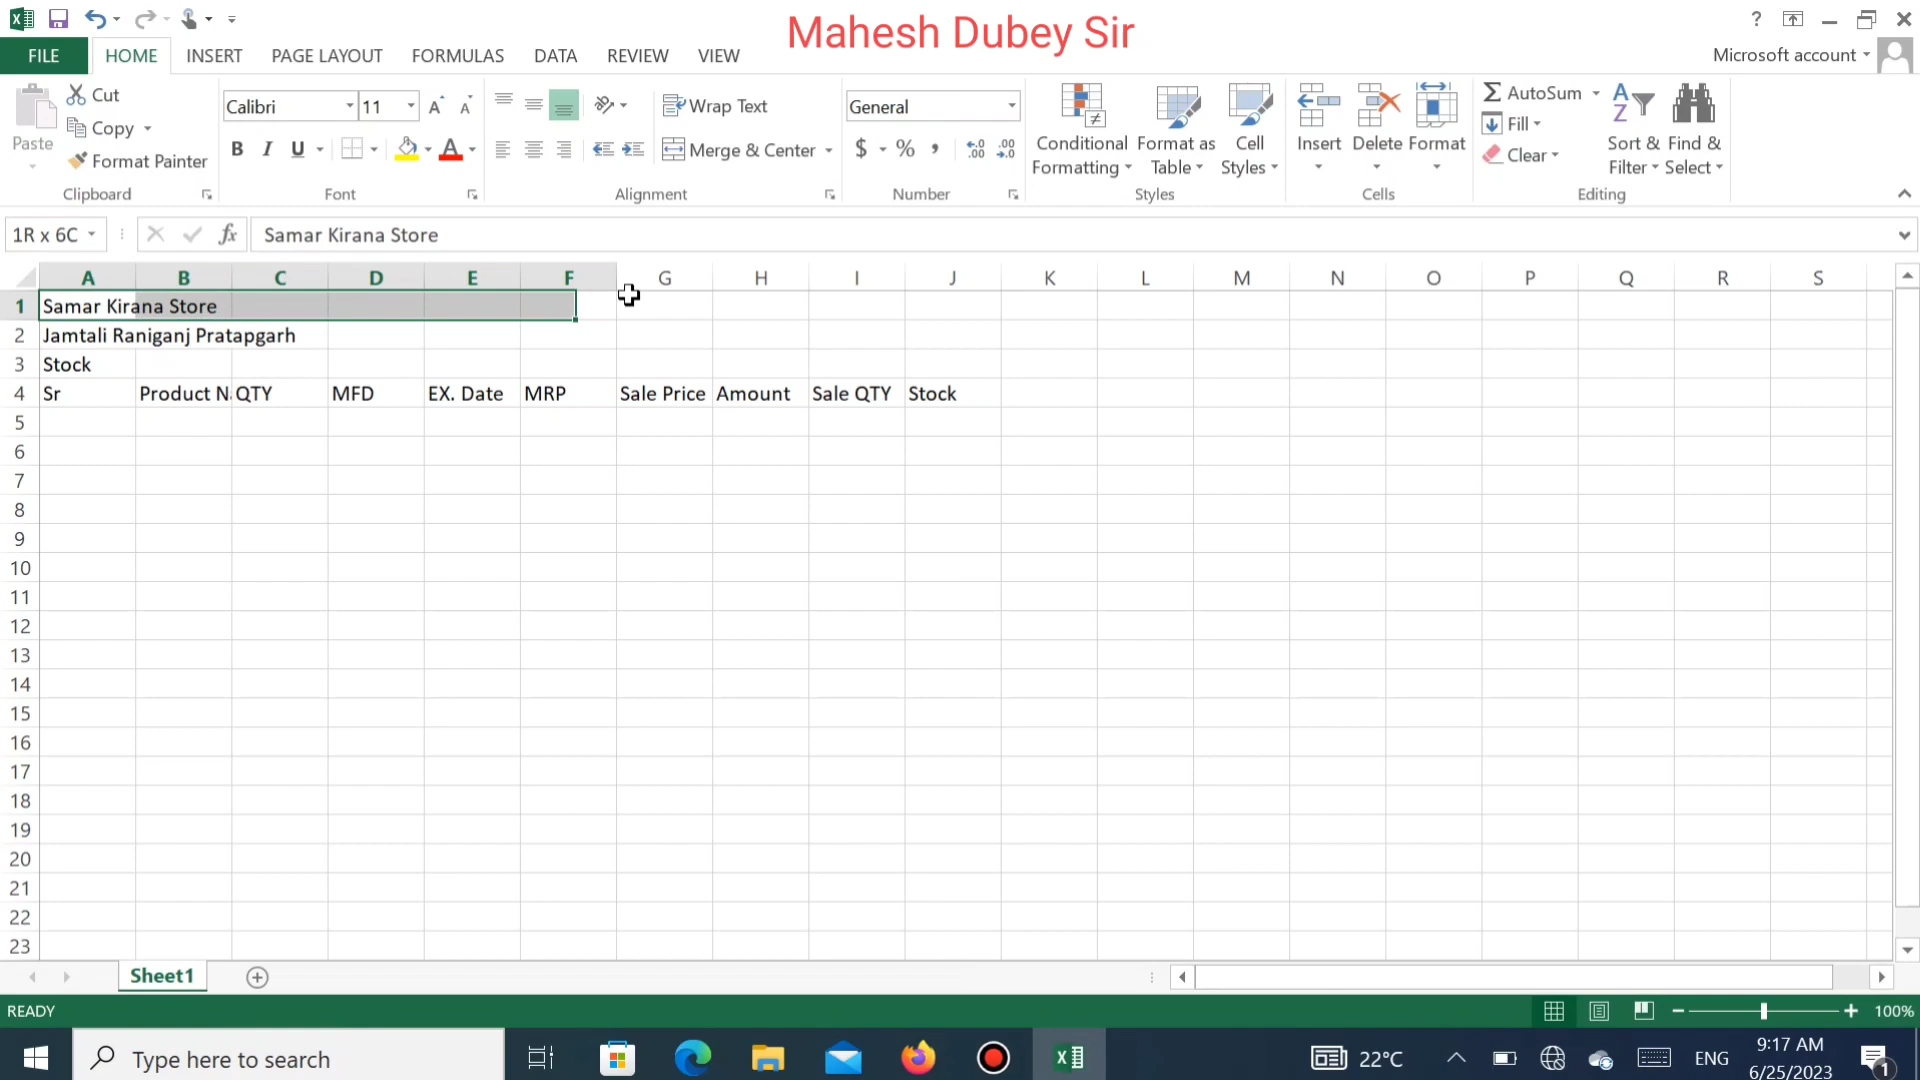 Mahesh Dubey Sir
FILE HOME INSERT PAGE LAYOUT FORMULAS DATA REVIEW VIEW
Microsoft account
Paste
Cut
Copy
Format Painter
Clipboard
Calibri 11
B I U
Font
Wrap Text
Merge & Center
Alignment
General
$ % ,
Number
Conditional Formatting
Format as Table
Cell Styles
Styles
Insert Delete Format
Cells
AutoSum
Fill
Clear
Sort & Filter
Find & Select
Editing
1R x 6C fx Samar Kirana Store
A B C D E F G H I J K L M N O P Q R S
1 Samar Kirana Store
2 Jamtali Raniganj Pratapgarh
3 Stock
4 Sr Product N QTY MFD EX. Date MRP Sale Price Amount Sale QTY Stock
5
6
7
8
9
10
11
12
13
14
15
16
17
18
19
20
21
22
23
Sheet1
READY 100%
Type here to search 22°C ENG 9:17 AM
6/25/2023 1